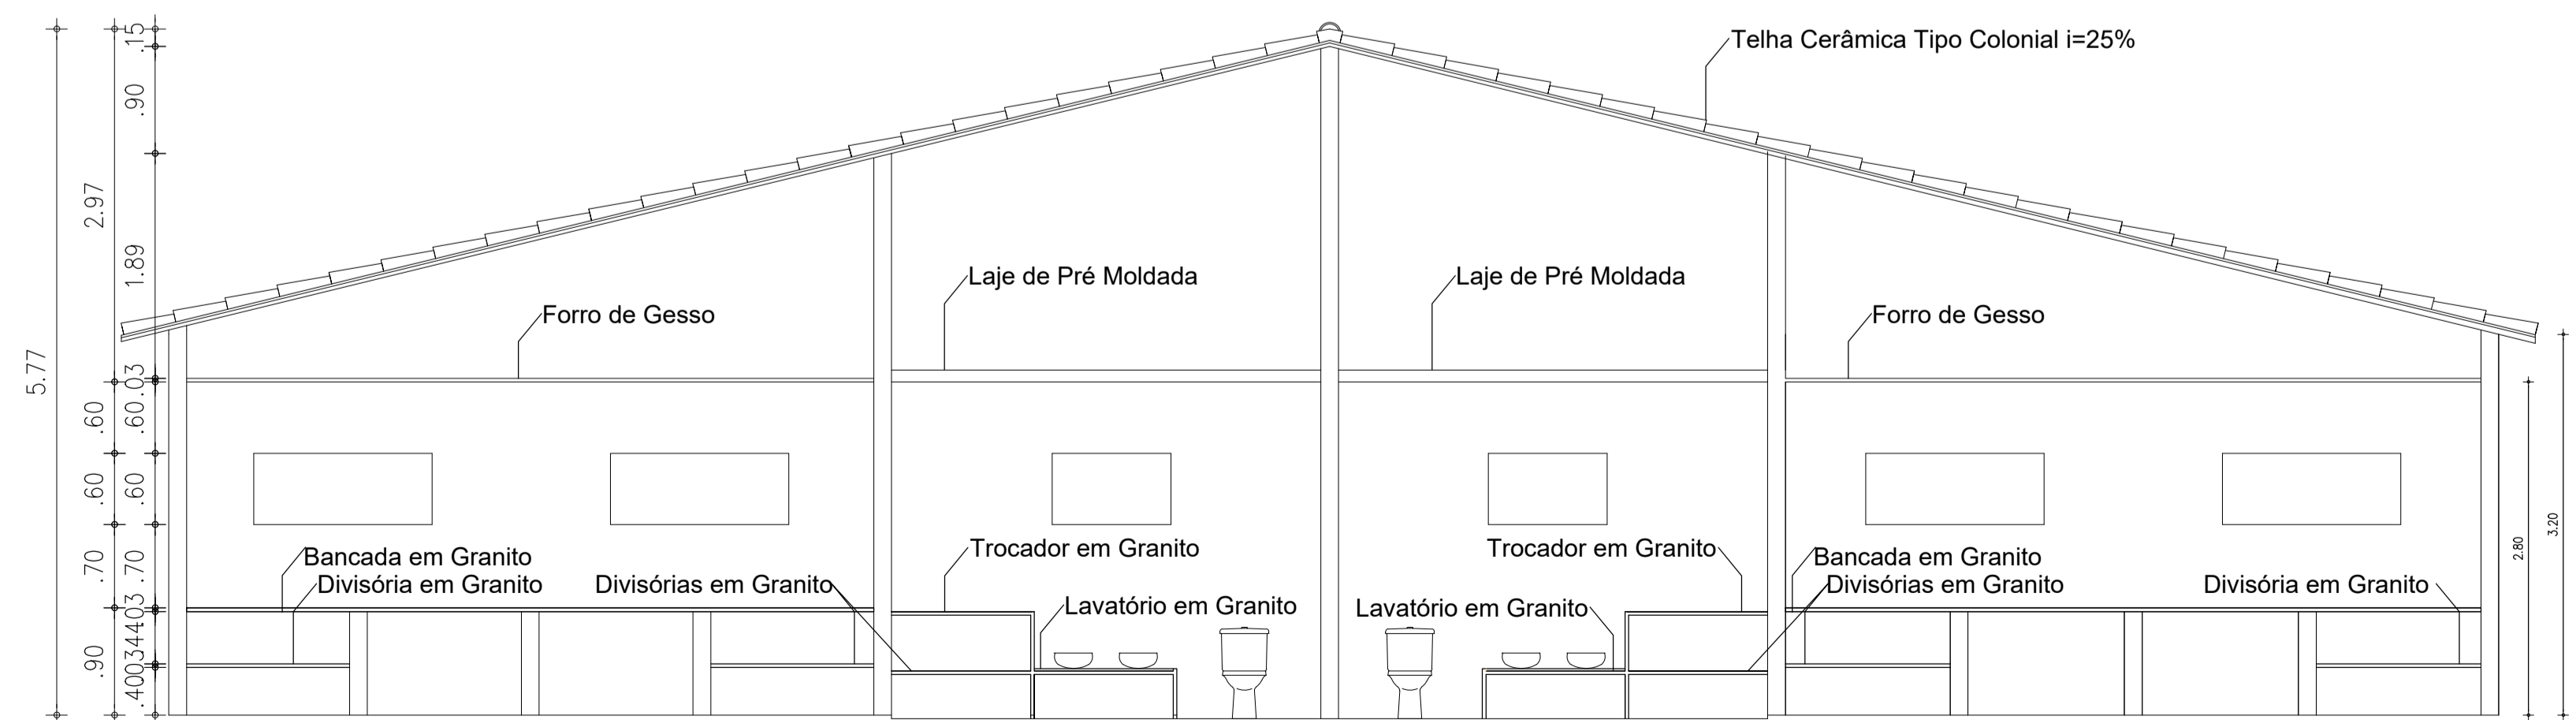 Telha Cerâmica Tipo Colonial i=25%
.15
.90
2.97
1.89
Laje de Pré Moldada
Laje de Pré Moldada
Forro de Gesso
Forro de Gesso
5.77
.03
.60
.60
.60
.60
.70
.70
2.80
3.20
Trocador em Granito
Trocador em Granito
Bancada em Granito
Bancada em Granito
Divisória em Granito
Divisórias em Granito
Divisórias em Granito
Divisória em Granito
Lavatório em Granito
Lavatório em Granito
.90
.03
.44
.03
.40